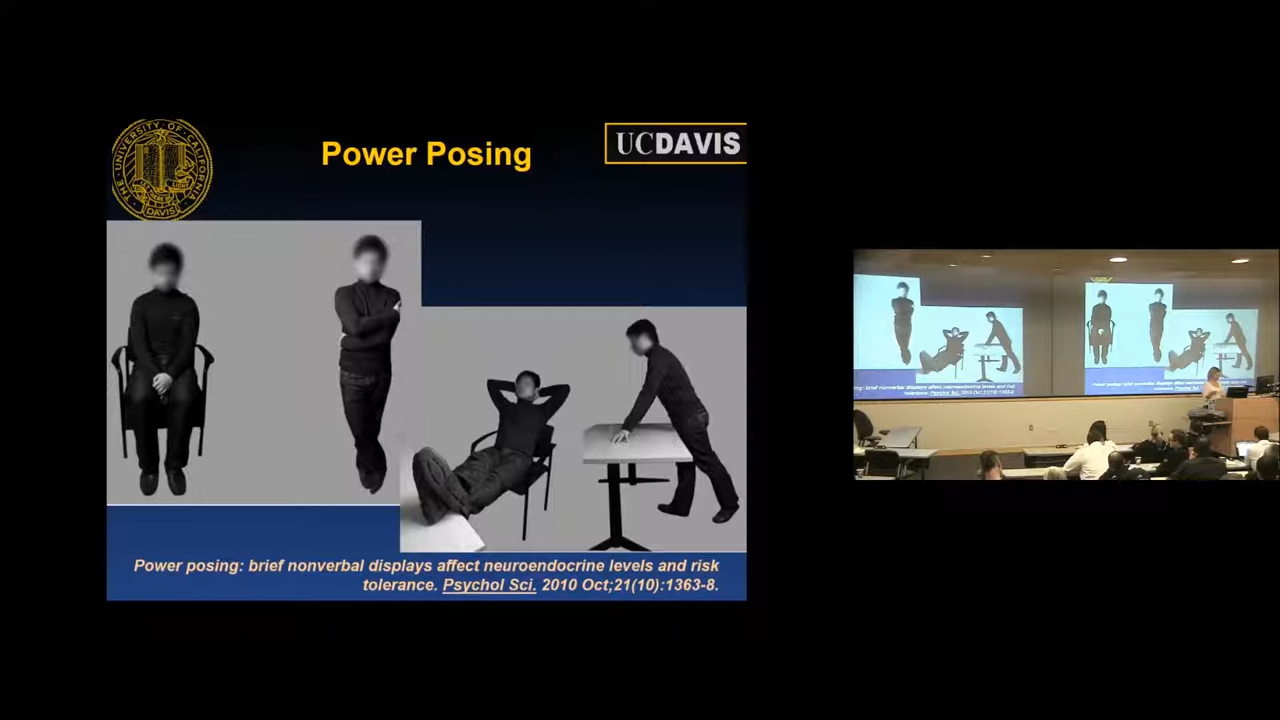 THE UNIVERSITY OF CALIFORNIA
DAVIS
Power Posing
UCDAVIS
Power posing: brief nonverbal displays affect neuroendocrine levels and risk
tolerance. Psychol Sci. 2010 Oct;21(10):1363-8.